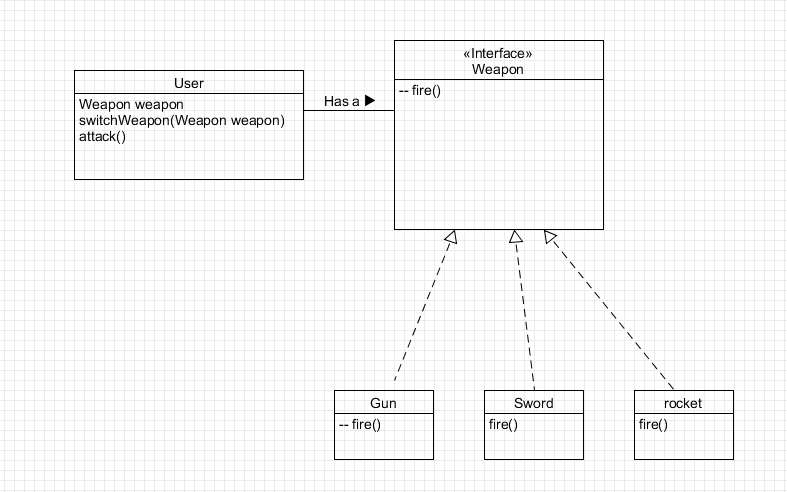 User
Weapon weapon
switchWeapon(Weapon weapon)
attack()
Has a ▶
«Interface»
Weapon
-- fire()
Gun
-- fire()
Sword
fire()
rocket
fire()